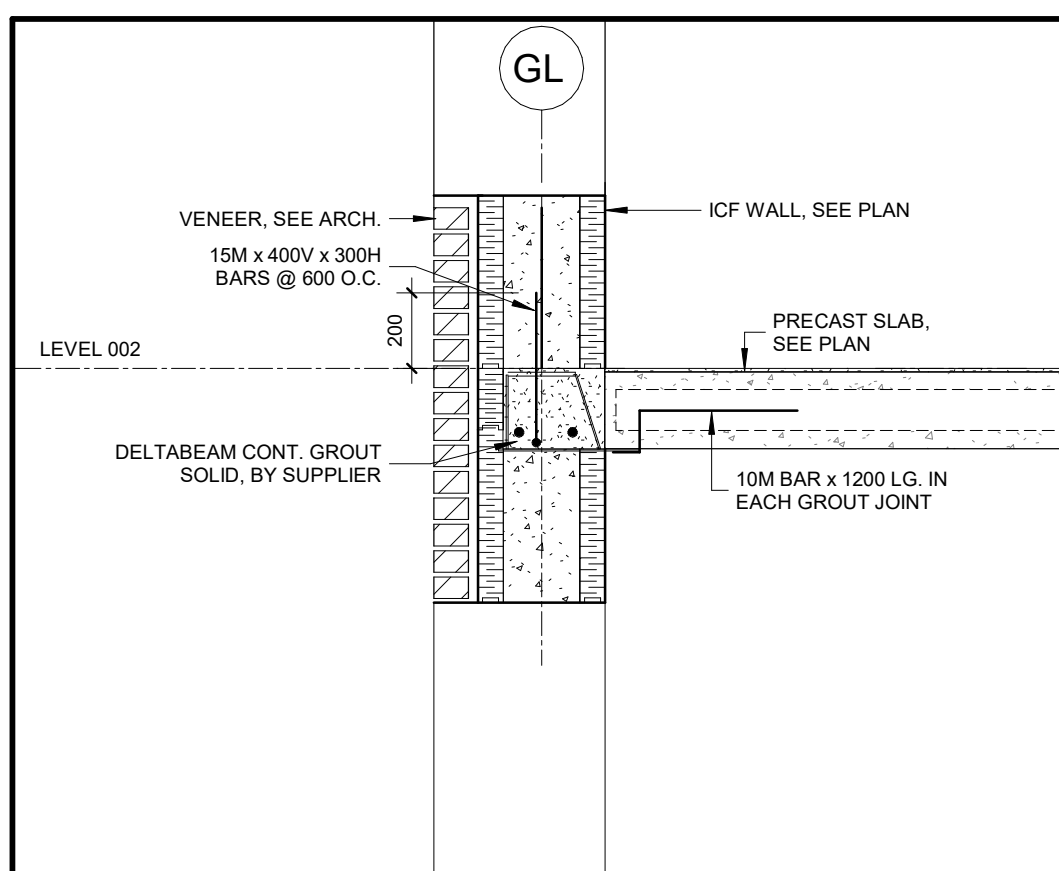 GL
VENEER, SEE ARCH.
ICF WALL, SEE PLAN
15M x 400V x 300H
BARS @ 600 O.C.
200
PRECAST SLAB,
SEE PLAN
LEVEL 002
DELTABEAM CONT. GROUT
SOLID, BY SUPPLIER
10M BAR x 1200 LG. IN
EACH GROUT JOINT